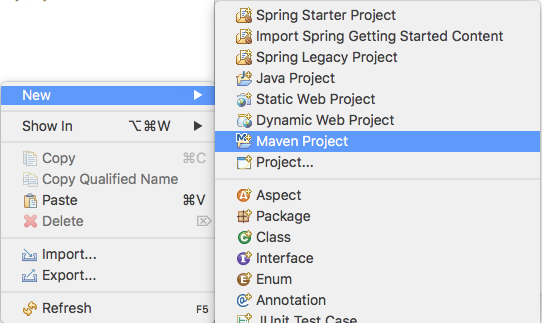 New
Show In ⌥⌘W
Copy ⌘C
Copy Qualified Name
Paste ⌘V
Delete ⌦
Import...
Export...
Refresh F5
Spring Starter Project
Import Spring Getting Started Content
Spring Legacy Project
Java Project
Static Web Project
Dynamic Web Project
Maven Project
Project...
Aspect
Package
Class
Interface
Enum
Annotation
JUnit Test Case